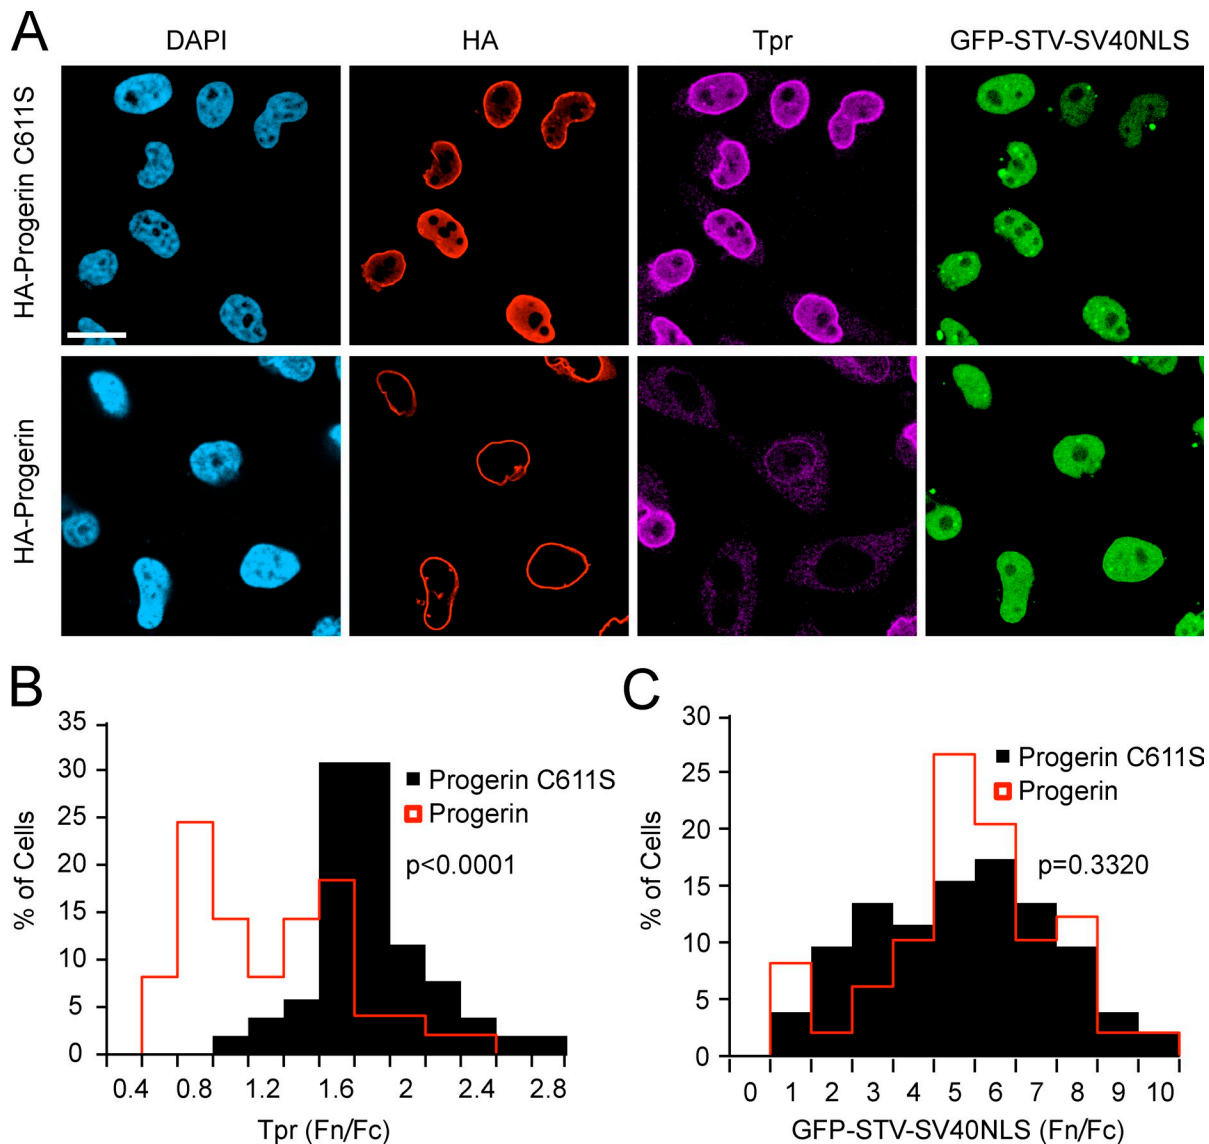 A
DAPI
HA
Tpr
GFP-STV-SV40NLS
HA-Progerin C611S
HA-Progerin
B
35
30
25
20
15
10
5
0
% of Cells
Progerin C611S
Progerin
p<0.0001
0.4 0.8 1.2 1.6 2 2.4 2.8
Tpr (Fn/Fc)
C
30
25
20
15
10
5
0
% of Cells
Progerin C611S
Progerin
p=0.3320
0 1 2 3 4 5 6 7 8 9 10
GFP-STV-SV40NLS (Fn/Fc)